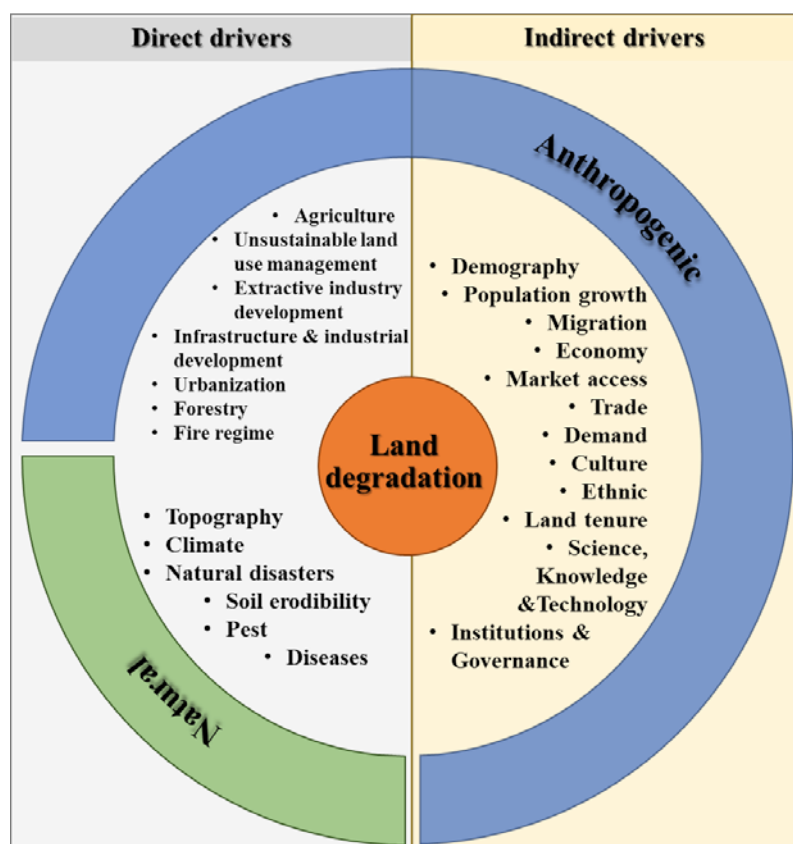 Direct drivers
Indirect drivers
Anthropogenic
• Agriculture
• Unsustainable land
use management
• Extractive industry
development
• Infrastructure & industrial
development
• Urbanization
• Forestry
• Fire regime
Land
degradation
• Demography
• Population growth
• Migration
• Economy
• Market access
• Trade
• Demand
• Culture
• Ethnic
• Land tenure
• Science,
Knowledge
&Technology
• Institutions &
Governance
• Topography
• Climate
• Natural disasters
• Soil erodibility
• Pest
• Diseases
Natural